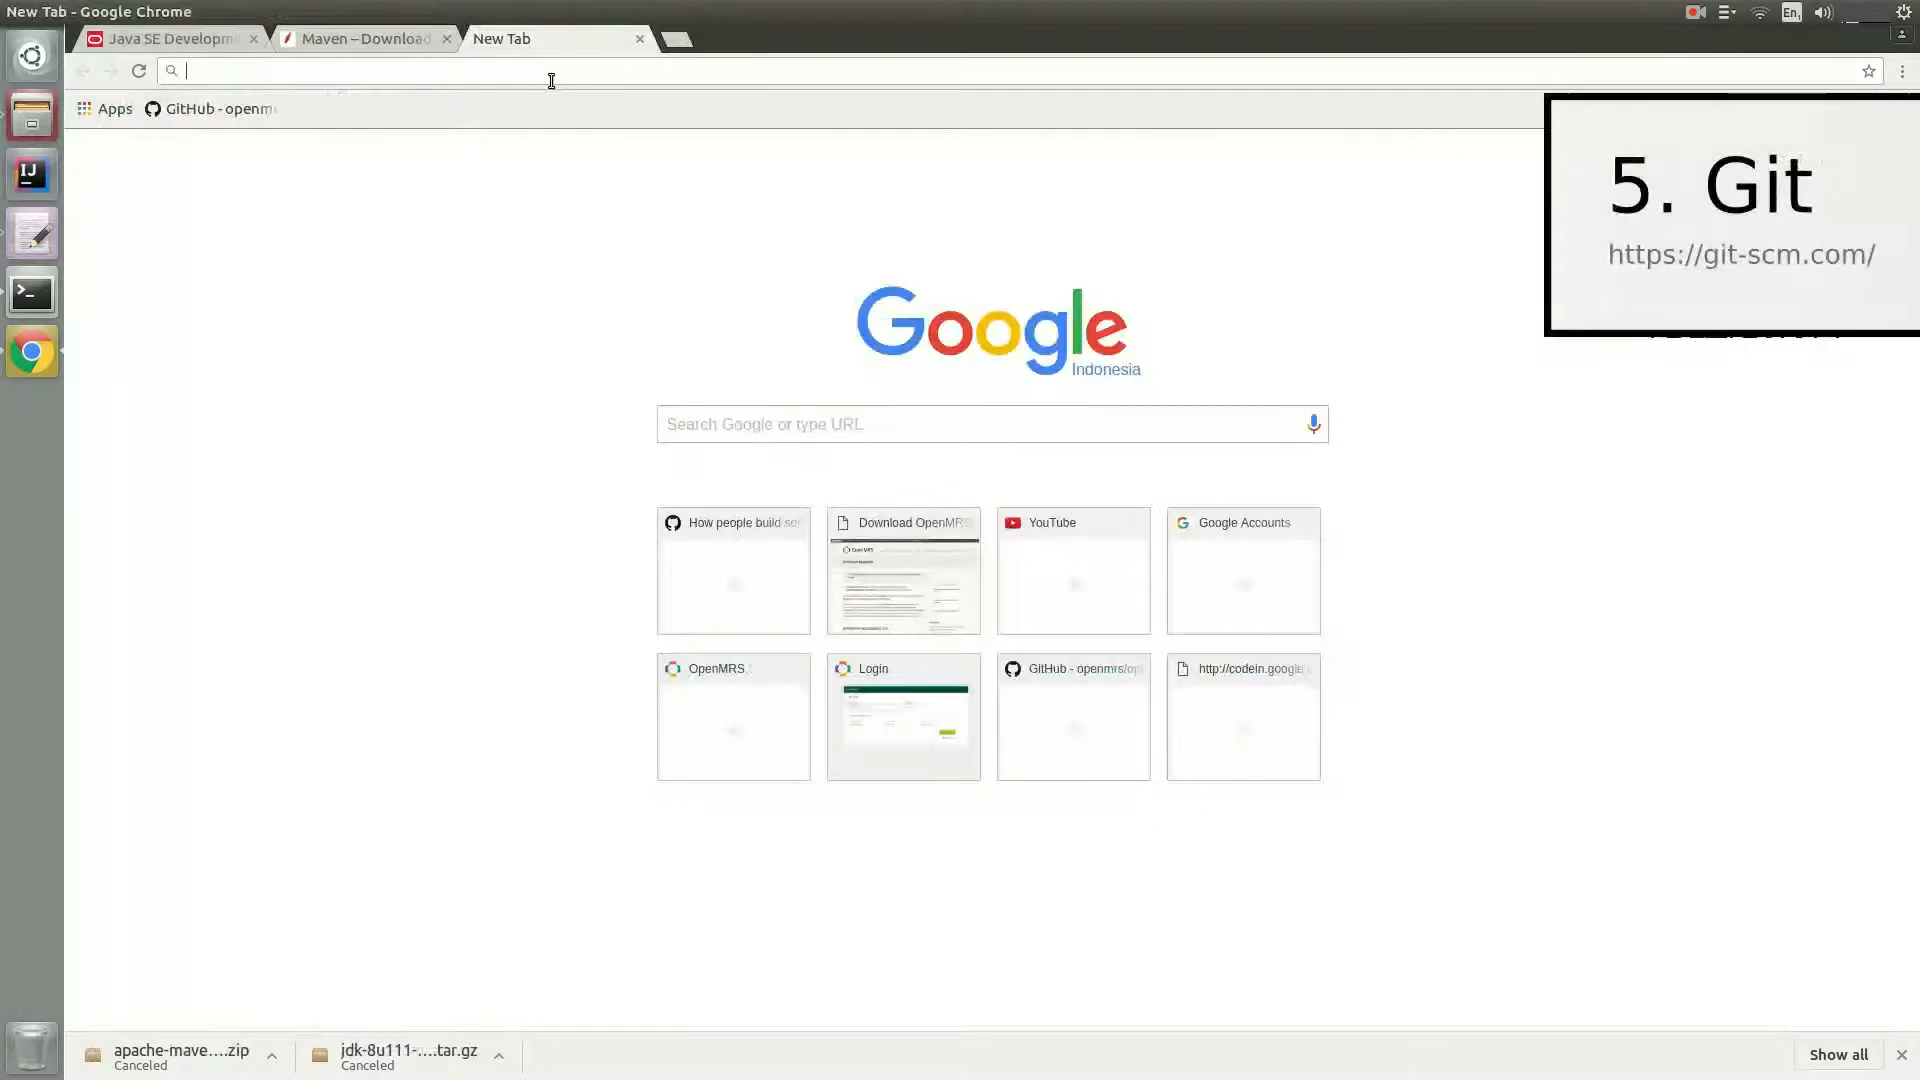 New Tab - Google Chrome
En
Java SE Developm
Maven – Download
New Tab
Apps
GitHub - openm
5. Git
https://git-scm.com/
IJ
Google
Indonesia
Search Google or type URL
How people build so
Download OpenMRS
YouTube
Google Accounts
OpenMRS
Login
GitHub - openmrs/op
http://codein.google.
apache-mave....zip
Canceled
jdk-8u111-....tar.gz
Canceled
Show all